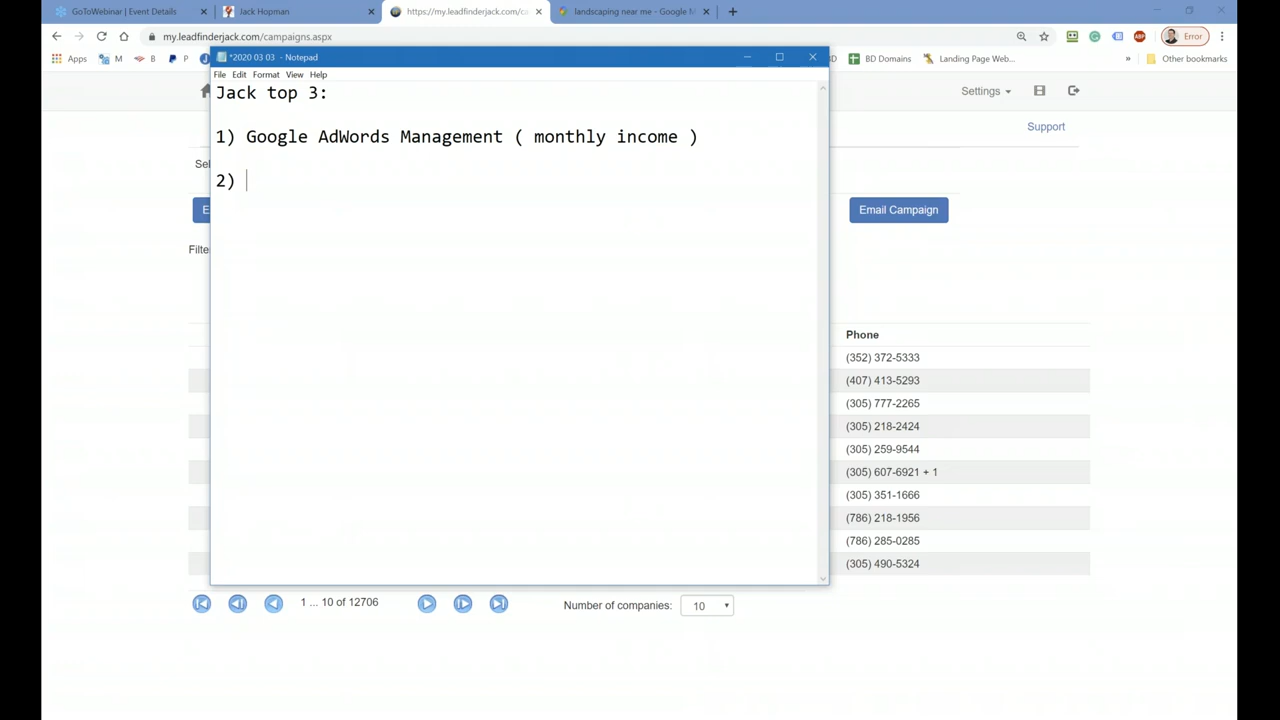 GoToWebinar | Event Details
Jack Hopman
https://my.leadfinderjack.com/ca
landscaping near me - Google M
my.leadfinderjack.com/campaigns.aspx
Error
Apps
M
B
P
J
D
BD Domains
Landing Page Web...
»
Other bookmarks
*2020 03 03 - Notepad
File Edit Format View Help
Jack top 3:
1) Google AdWords Management ( monthly income )
2)
Settings
Support
Sel
E
Email Campaign
Filte
Phone
(352) 372-5333
(407) 413-5293
(305) 777-2265
(305) 218-2424
(305) 259-9544
(305) 607-6921 + 1
(305) 351-1666
(786) 218-1956
(786) 285-0285
(305) 490-5324
1 ... 10 of 12706
Number of companies: 10